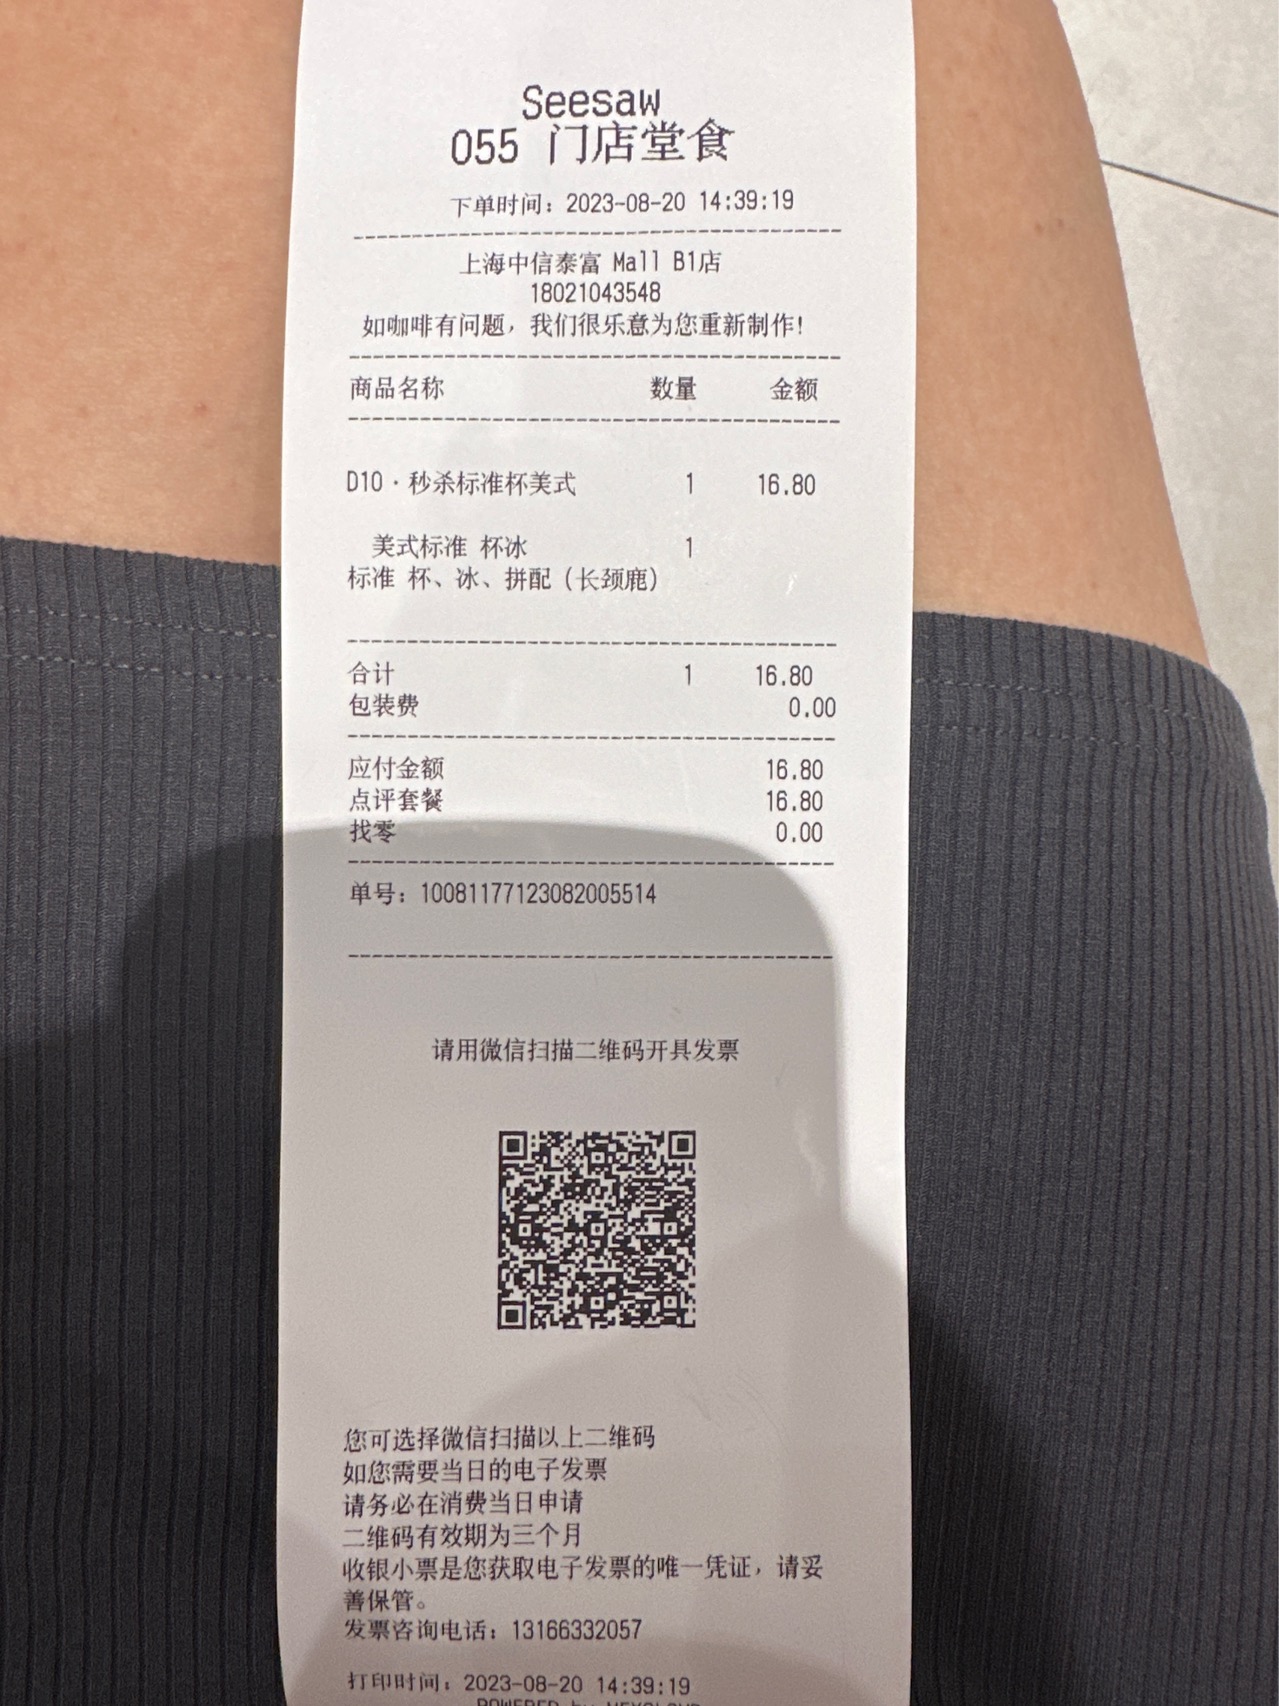 Seesaw
055 门店堂食
下单时间：2023-08-20 14:39:19
上海中信泰富 Mall B1店
18021043548
如咖啡有问题，我们很乐意为您重新制作!
商品名称 数量 金额
D10·秒杀标准杯美式 1 16.80
美式标准 杯冰 1
标准 杯、冰、拼配（长颈鹿）
合计 1 16.80
包装费 0.00
应付金额 16.80
点评套餐 16.80
找零 0.00
单号：10081177123082005514
请用微信扫描二维码开具发票
您可选择微信扫描以上二维码
如您需要当日的电子发票
请务必在消费当日申请
二维码有效期为三个月
收银小票是您获取电子发票的唯一凭证，请妥
善保管。
发票咨询电话：13166332057
打印时间：2023-08-20 14:39:19
POWERED by